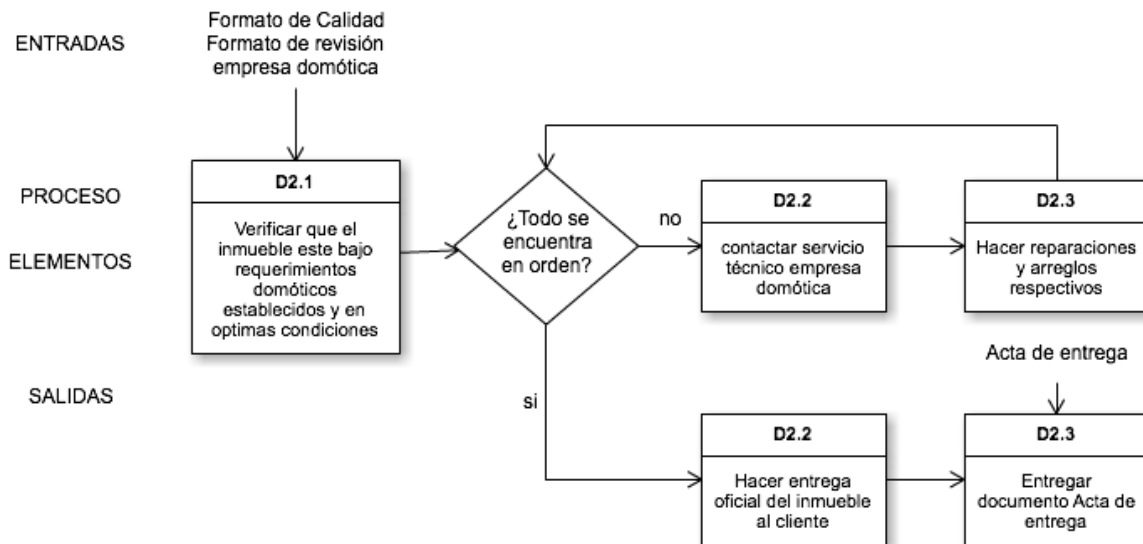 ENTRADAS
Formato de Calidad
Formato de revisión
empresa domótica
PROCESO
ELEMENTOS
D2.1
Verificar que el
inmueble este bajo
requerimientos
domóticos
establecidos y en
optimas condiciones
¿Todo se
encuentra
en orden?
no
D2.2
contactar servicio
técnico empresa
domótica
D2.3
Hacer reparaciones
y arreglos
respectivos
SALIDAS
si
Acta de entrega
D2.2
Hacer entrega
oficial del inmueble
al cliente
D2.3
Entregar
documento Acta de
entrega